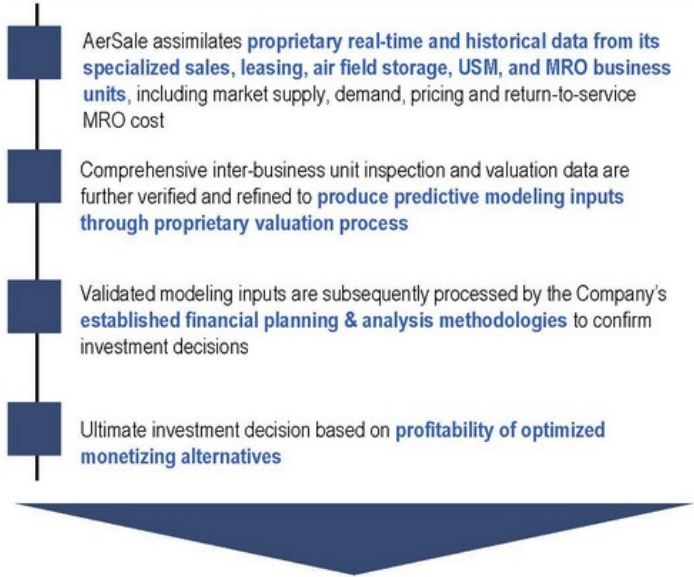 AerSale assimilates proprietary real-time and historical data from its
specialized sales, leasing, air field storage, USM, and MRO business
units, including market supply, demand, pricing and return-to-service
MRO cost
Comprehensive inter-business unit inspection and valuation data are
further verified and refined to produce predictive modeling inputs
through proprietary valuation process
Validated modeling inputs are subsequently processed by the Company's
established financial planning & analysis methodologies to confirm
investment decisions
Ultimate investment decision based on profitability of optimized
monetizing alternatives